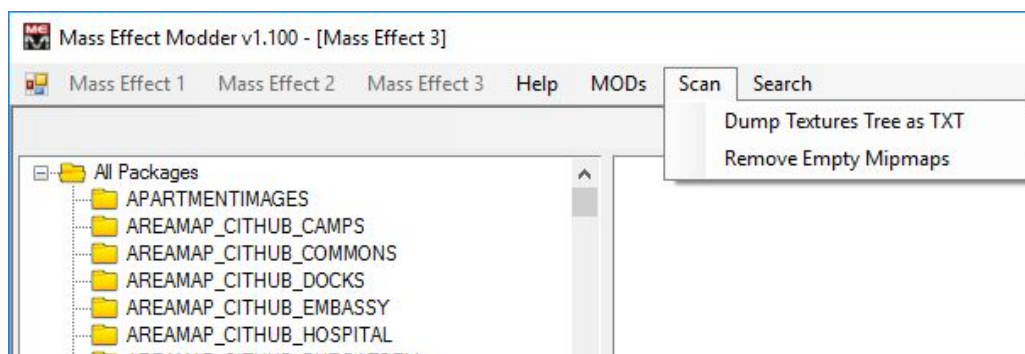 Mass Effect Modder v1.100 - [Mass Effect 3]
Mass Effect 1 Mass Effect 2 Mass Effect 3 Help MODs Scan Search
Dump Textures Tree as TXT
Remove Empty Mipmaps
All Packages
APARTMENTIMAGES
AREAMAP_CITHUB_CAMPS
AREAMAP_CITHUB_COMMONS
AREAMAP_CITHUB_DOCKS
AREAMAP_CITHUB_EMBASSY
AREAMAP_CITHUB_HOSPITAL